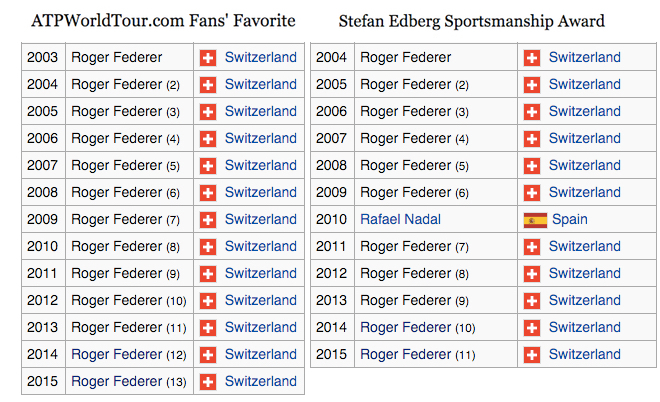 ATPWorldTour.com Fans' Favorite
2003 Roger Federer Switzerland
2004 Roger Federer (2) Switzerland
2005 Roger Federer (3) Switzerland
2006 Roger Federer (4) Switzerland
2007 Roger Federer (5) Switzerland
2008 Roger Federer (6) Switzerland
2009 Roger Federer (7) Switzerland
2010 Roger Federer (8) Switzerland
2011 Roger Federer (9) Switzerland
2012 Roger Federer (10) Switzerland
2013 Roger Federer (11) Switzerland
2014 Roger Federer (12) Switzerland
2015 Roger Federer (13) Switzerland
Stefan Edberg Sportsmanship Award
2004 Roger Federer Switzerland
2005 Roger Federer (2) Switzerland
2006 Roger Federer (3) Switzerland
2007 Roger Federer (4) Switzerland
2008 Roger Federer (5) Switzerland
2009 Roger Federer (6) Switzerland
2010 Rafael Nadal Spain
2011 Roger Federer (7) Switzerland
2012 Roger Federer (8) Switzerland
2013 Roger Federer (9) Switzerland
2014 Roger Federer (10) Switzerland
2015 Roger Federer (11) Switzerland